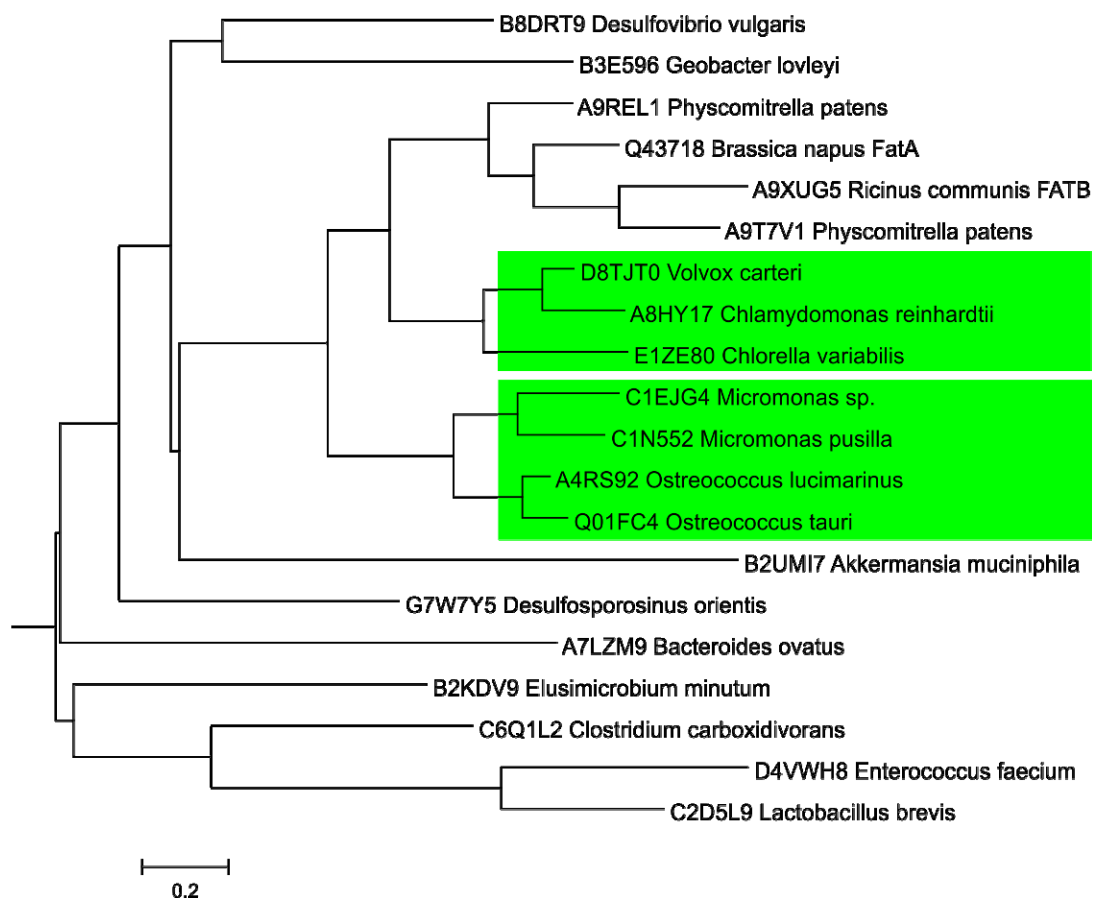 B8DRT9 Desulfovibrio vulgaris
B3E596 Geobacter lovleyi
A9REL1 Physcomitrella patens
Q43718 Brassica napus FatA
A9XUG5 Ricinus communis FATB
A9T7V1 Physcomitrella patens
D8TJT0 Volvox carteri
A8HY17 Chlamydomonas reinhardtii
E1ZE80 Chlorella variabilis
C1EJG4 Micromonas sp.
C1N552 Micromonas pusilla
A4RS92 Ostreococcus lucimarinus
Q01FC4 Ostreococcus tauri
B2UMI7 Akkermansia muciniphila
G7W7Y5 Desulfosporosinus orientis
A7LZM9 Bacteroides ovatus
B2KDV9 Elusimicrobium minutum
C6Q1L2 Clostridium carboxidivorans
D4VWH8 Enterococcus faecium
C2D5L9 Lactobacillus brevis
0.2